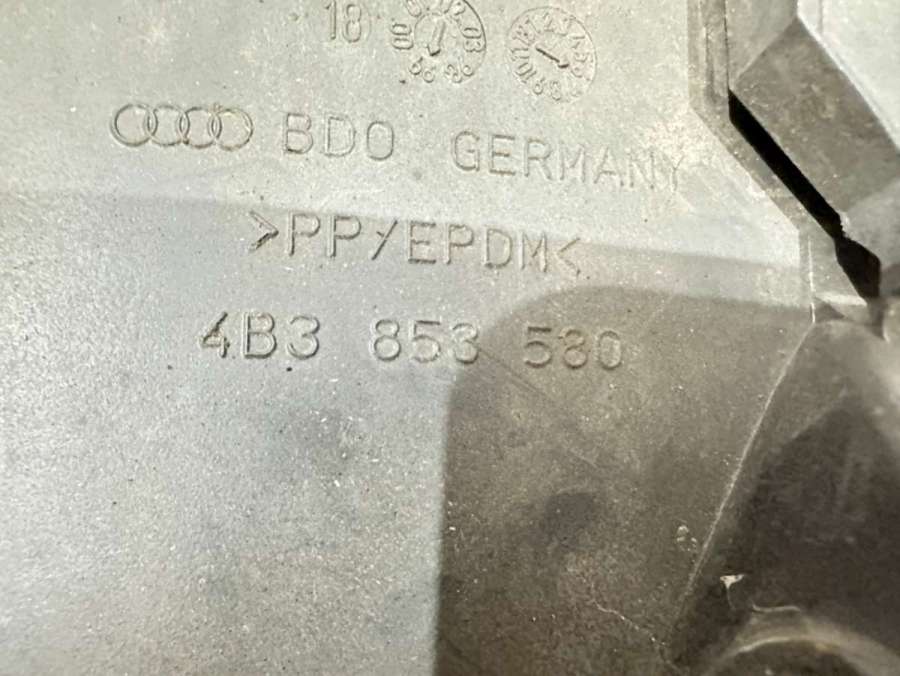 18
BDO GERMANY
>PP/EPDM<
4B3 853 580